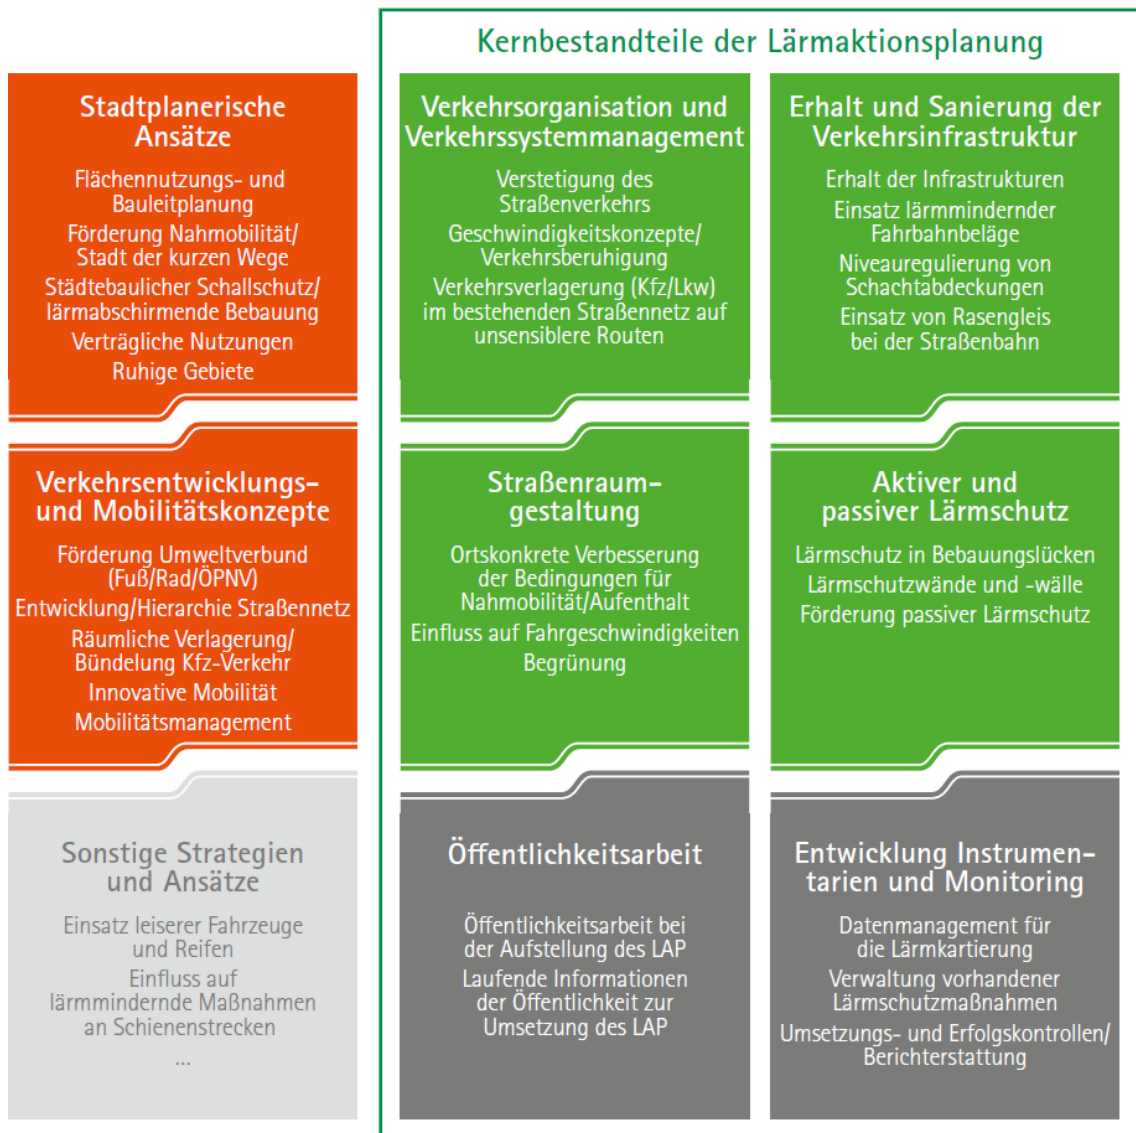 Kernbestandteile der Lärmaktionsplanung
Stadtplanerische
Ansätze
Flächennutzungs- und
Bauleitplanung
Förderung Nahmobilität/
Stadt der kurzen Wege
Städtebaulicher Schallschutz/
lärmabschirmende Bebauung
Verträgliche Nutzungen
Ruhige Gebiete
Verkehrsorganisation und
Verkehrssystemmanagement
Verstetigung des
Straßenverkehrs
Geschwindigkeitskonzepte/
Verkehrsberuhigung
Verkehrsverlagerung (Kfz/Lkw)
im bestehenden Straßennetz auf
unsensiblere Routen
Erhalt und Sanierung der
Verkehrsinfrastruktur
Erhalt der Infrastrukturen
Einsatz lärmmindernder
Fahrbahnbeläge
Niveauregulierung von
Schachtabdeckungen
Einsatz von Rasengleis
bei der Straßenbahn
Verkehrsentwicklungs-
und Mobilitätskonzepte
Förderung Umweltverbund
(Fuß/Rad/ÖPNV)
Entwicklung/Hierarchie Straßennetz
Räumliche Verlagerung/
Bündelung Kfz-Verkehr
Innovative Mobilität
Mobilitätsmanagement
Straßenraum-
gestaltung
Ortskonkrete Verbesserung
der Bedingungen für
Nahmobilität/Aufenthalt
Einfluss auf Fahrgeschwindigkeiten
Begrünung
Aktiver und
passiver Lärmschutz
Lärmschutz in Bebauungslücken
Lärmschutzwände und -wälle
Förderung passiver Lärmschutz
Sonstige Strategien
und Ansätze
Einsatz leiserer Fahrzeuge
und Reifen
Einfluss auf
lärmmindernde Maßnahmen
an Schienenstrecken
...
Öffentlichkeitsarbeit
Öffentlichkeitsarbeit bei
der Aufstellung des LAP
Laufende Informationen
der Öffentlichkeit zur
Umsetzung des LAP
Entwicklung Instrumen-
tarien und Monitoring
Datenmanagement für
die Lärmkartierung
Verwaltung vorhandener
Lärmschutzmaßnahmen
Umsetzungs- und Erfolgskontrollen/
Berichterstattung